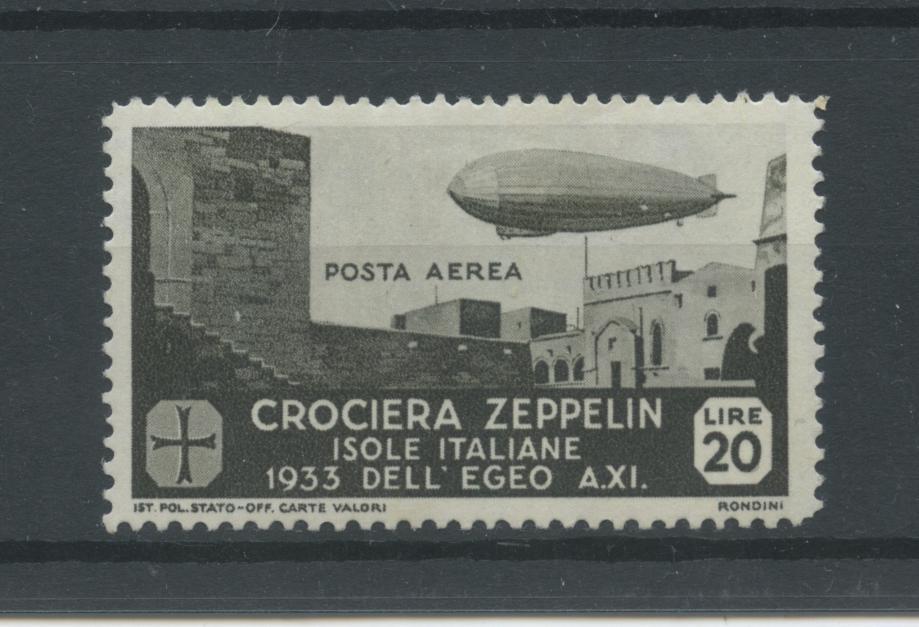 POSTA AEREA
CROCIERA ZEPPELIN
ISOLE ITALIANE
1933 DELL' EGEO A.XI.
LIRE
20
IST. POL. STATO-OFF. CARTE VALORI
RONDINI